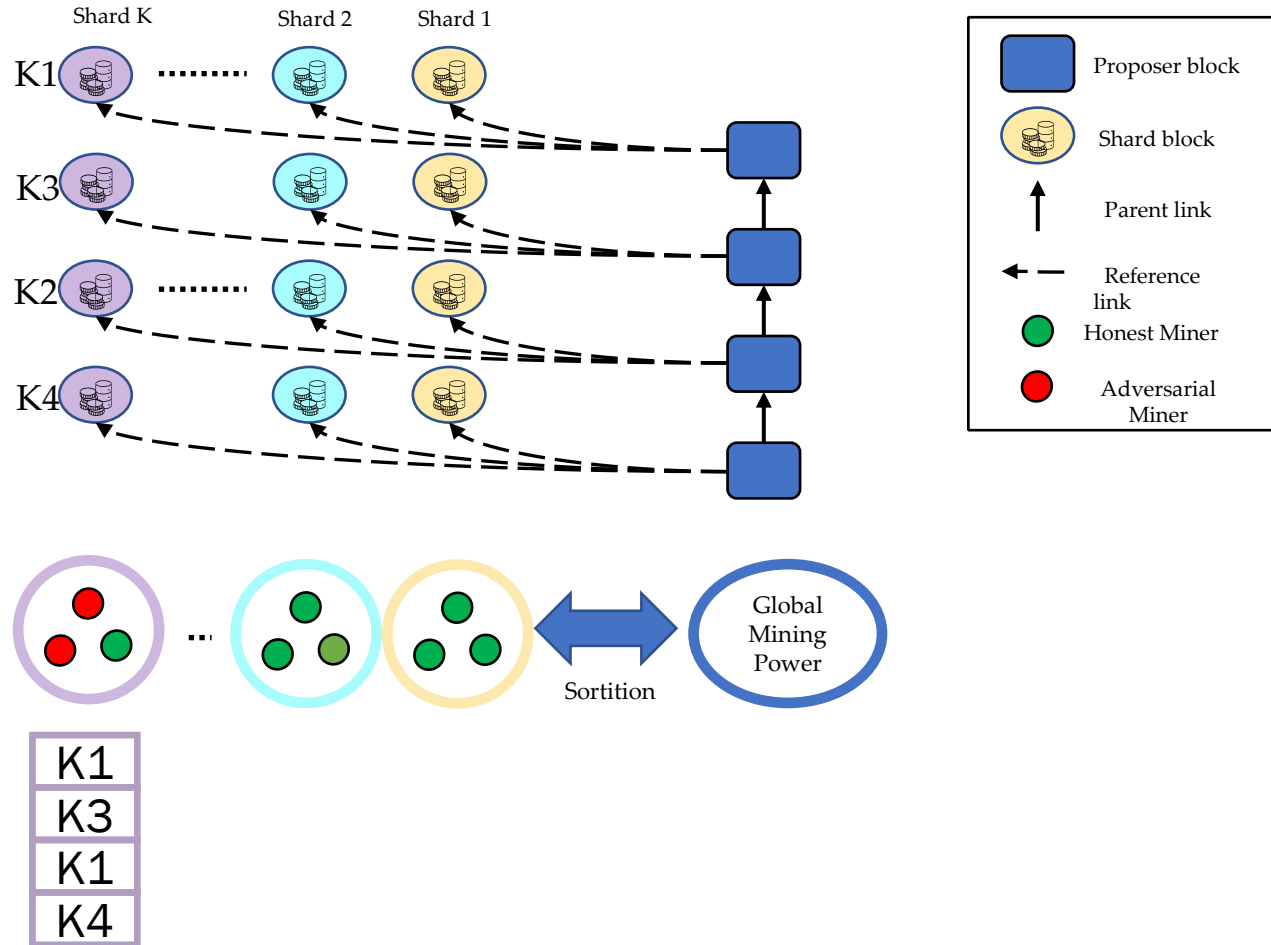 Shard K
Shard 2
Shard 1
K1
K3
K2
K4
Proposer block
Shard block
Parent link
Reference
link
Honest Miner
Adversarial
Miner
Global
Mining
Power
Sortition
K1
K3
K1
K4